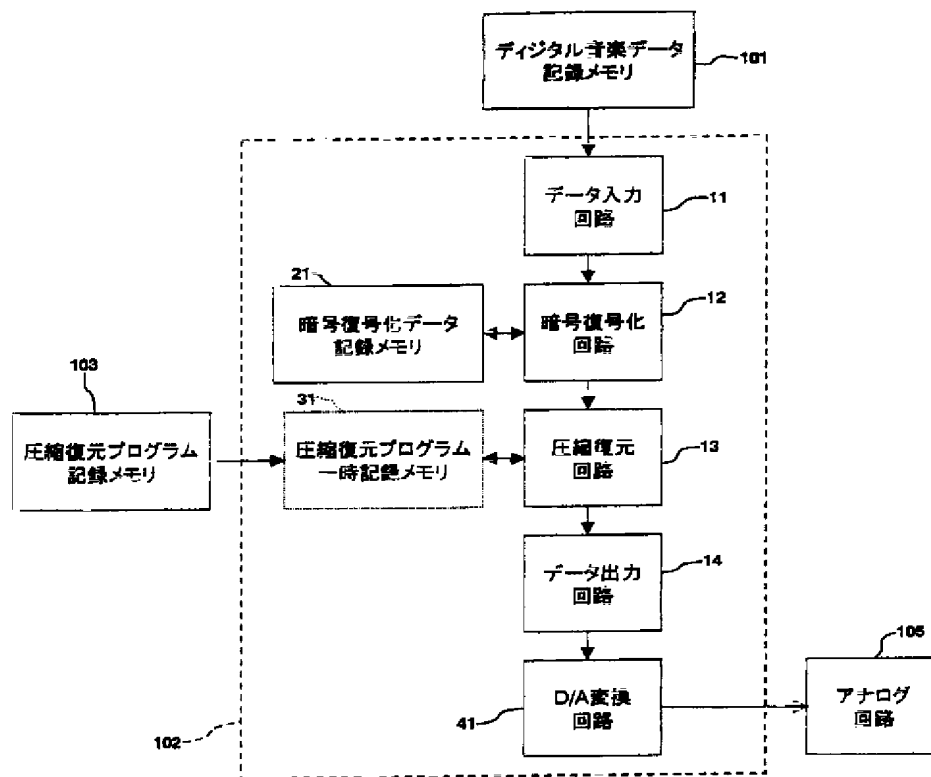 ディジタル音楽データ
記録メモリ
101
データ入力
回路
11
21
暗号復号化データ
記録メモリ
暗号復号化
回路
12
103
圧縮復元プログラム
記録メモリ
31
圧縮復元プログラム
一時記録メモリ
圧縮復元
回路
13
データ出力
回路
14
D/A変換
回路
41
105
アナログ
回路
102